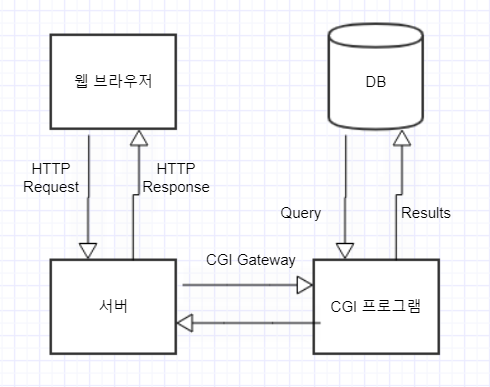 웹 브라우저
DB
HTTP
Request
HTTP
Response
Query
Results
CGI Gateway
서버
CGI 프로그램